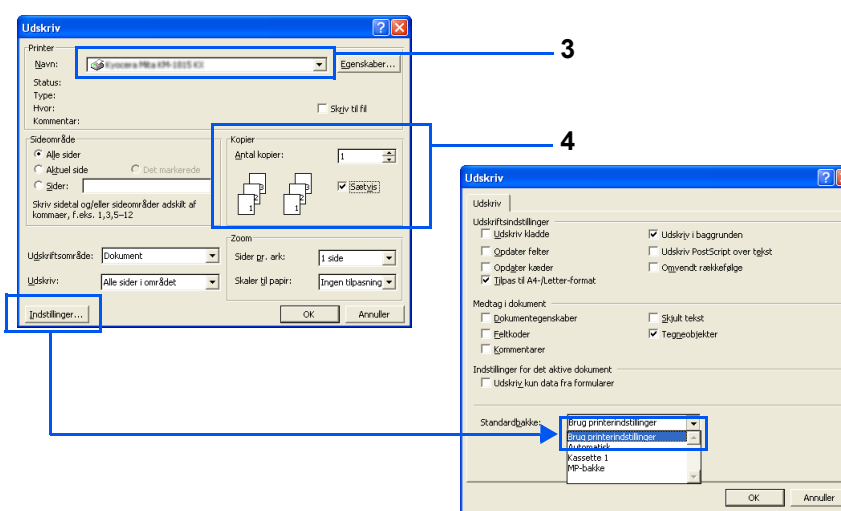 Udskriv
Printer
Navn: Kyocera Mita KM-1815 KX Egenskaber...
Status:
Type:
Hvor: Skriv til fil
Kommentar:
3
Sideområde
Alle sider
Aktuel side Det markerede
Sider:
Skriv sidetal og/eller sideområder adskilt af
kommaer, f.eks. 1,3,5–12
Kopier
Antal kopier: 1
Sætvis
4
Udskriftsområde: Dokument
Udskriv: Alle sider i området
Zoom
Sider pr. ark: 1 side
Skaler til papir: Ingen tilpasning
Indstillinger... OK Annuller
Udskriv
Udskriv
Udskriftsindstillinger
Udskriv kladde Udskriv i baggrunden
Opdater felter Udskriv PostScript over tekst
Opdater kæder Omvendt rækkefølge
Tilpas til A4-/Letter-format
Medtag i dokument
Dokumentegenskaber Skjult tekst
Feltkoder Tegneobjekter
Kommentarer
Indstillinger for det aktive dokument
Udskriv kun data fra formularer
Standardbakke: Brug printerindstillinger
Brug printerindstillinger
Automatisk
Kassette 1
MP-bakke
OK Annuller